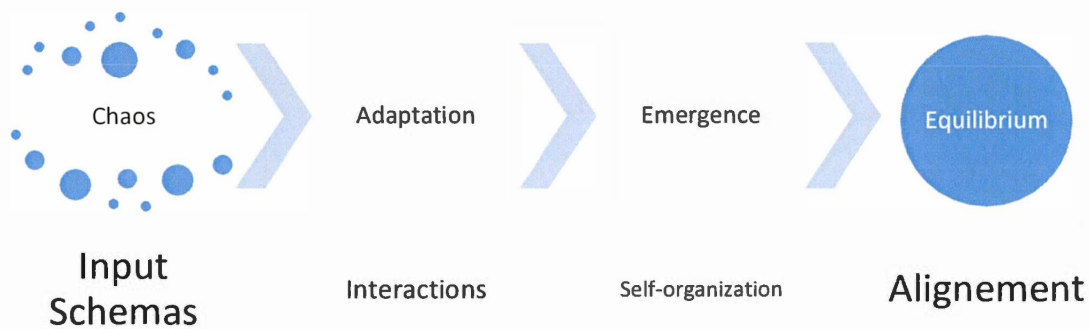 Chaos
Adaptation
Emergence
Equilibrium
Input
Schemas
Interactions
Self-organization
Alignement